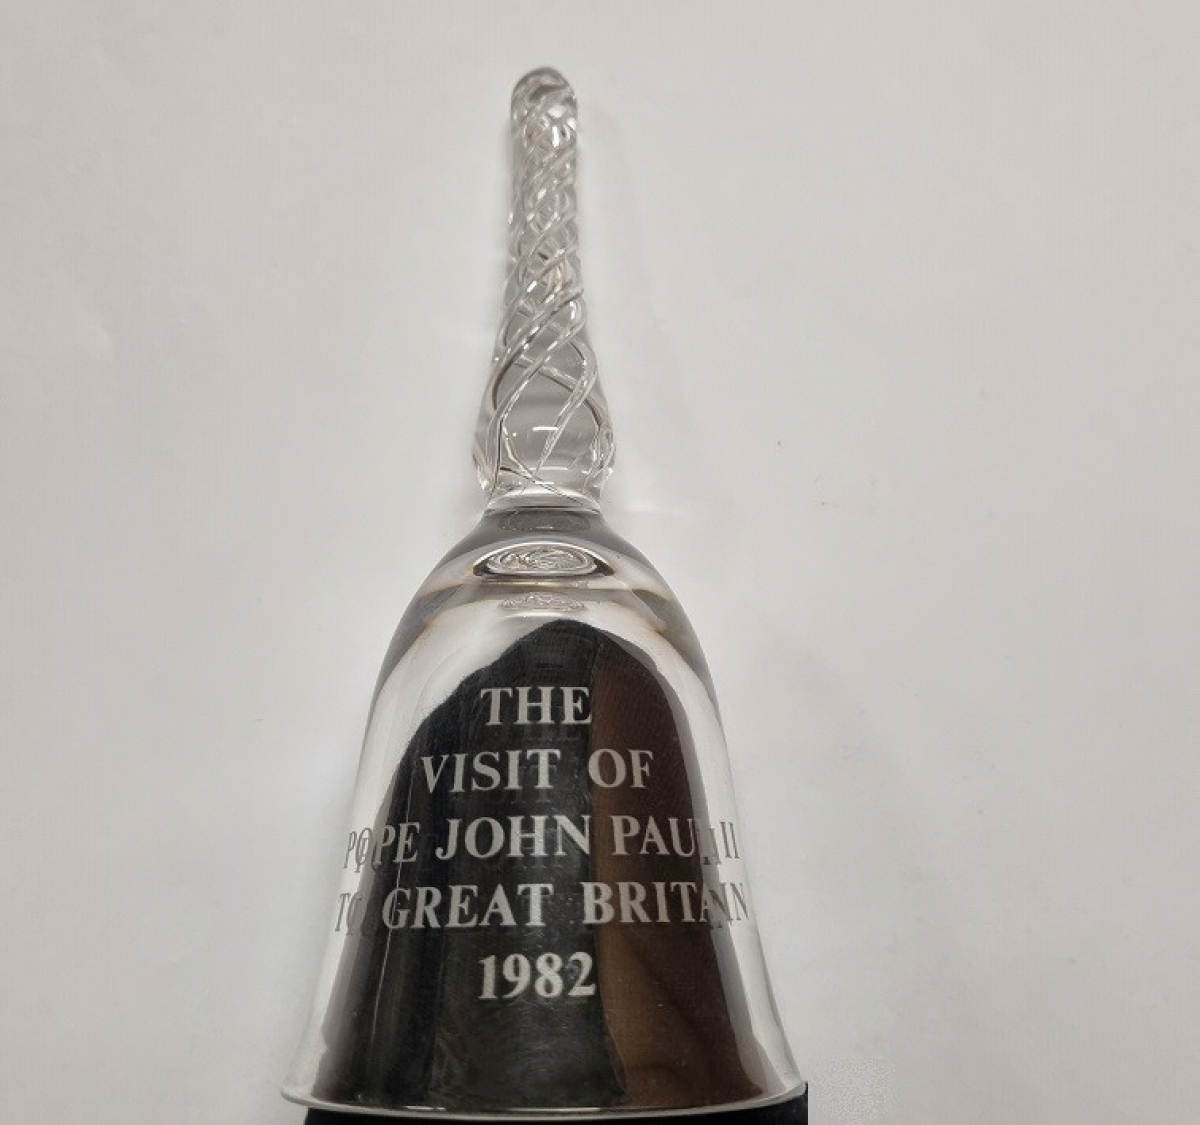 THE
VISIT OF
POPE JOHN PAUL II
TO GREAT BRITAIN
1982